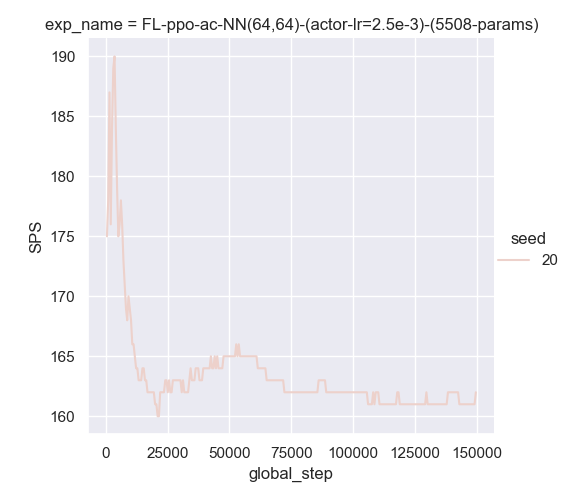 exp_name = FL-ppo-ac-NN(64,64)-(actor-lr=2.5e-3)-(5508-params)
190
185
180
175
170
165
160
SPS
seed
20
0 25000 50000 75000 100000 125000 150000
global_step